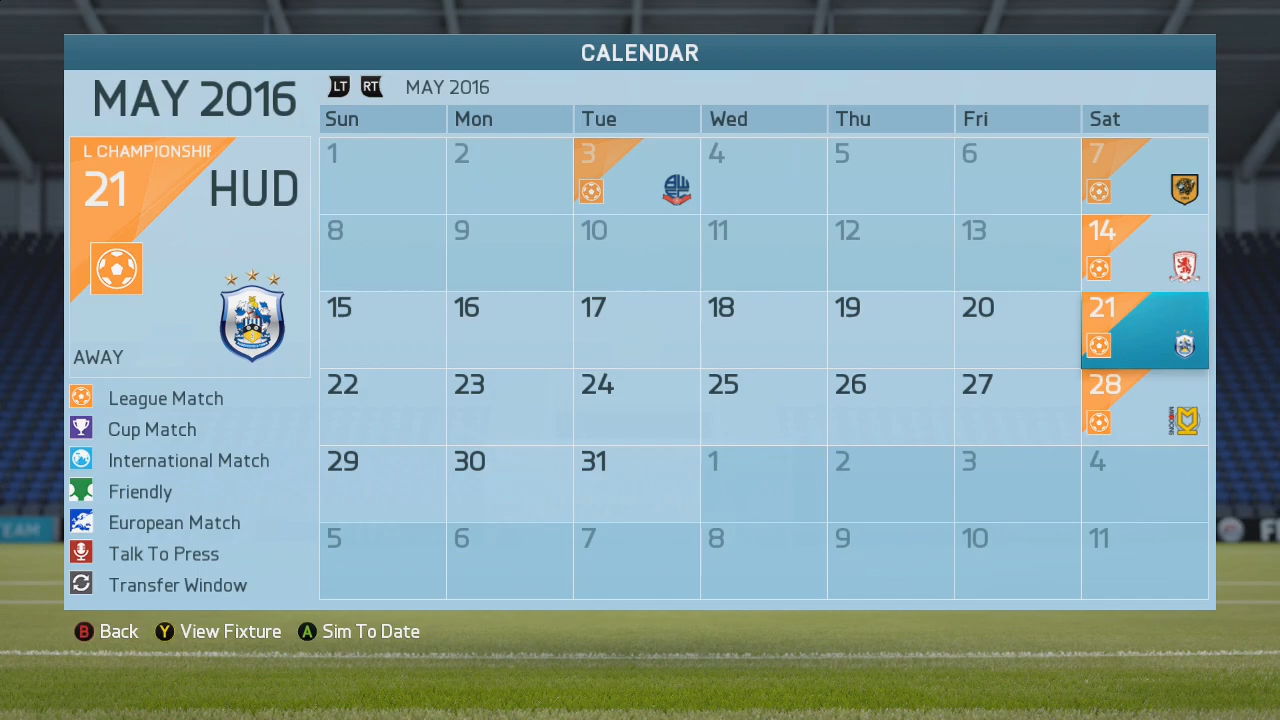 CALENDAR
MAY 2016
LT RT MAY 2016
Sun Mon Tue Wed Thu Fri Sat
L CHAMPIONSHIP
21 HUD
AWAY
1 2 3 4 5 6 7
8 9 10 11 12 13 14
15 16 17 18 19 20 21
22 23 24 25 26 27 28
29 30 31 1 2 3 4
5 6 7 8 9 10 11
League Match
Cup Match
International Match
Friendly
European Match
Talk To Press
Transfer Window
B Back Y View Fixture A Sim To Date
TEAM